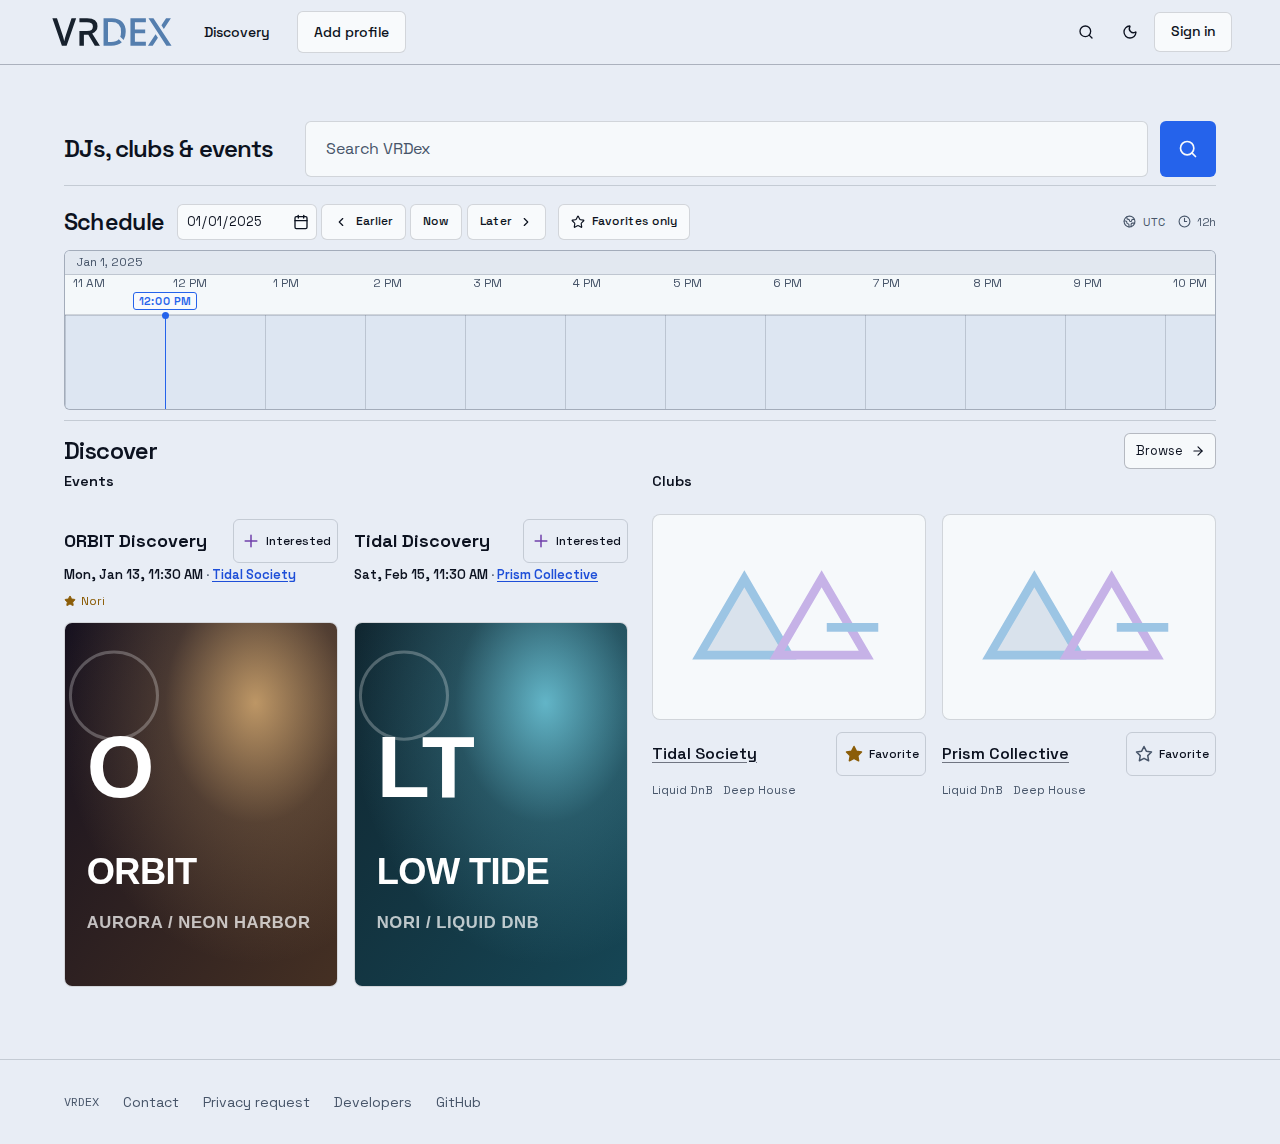 VRDEX Discovery Add profile Sign in
DJs, clubs & events Search VRDex
Schedule 01/01/2025 Earlier Now Later Favorites only UTC 12h
Jan 1, 2025
11 AM 12 PM 1 PM 2 PM 3 PM 4 PM 5 PM 6 PM 7 PM 8 PM 9 PM 10 PM
12:00 PM
Discover Browse
Events Clubs
ORBIT Discovery Interested Tidal Discovery Interested
Mon, Jan 13, 11:30 AM · Tidal Society Sat, Feb 15, 11:30 AM · Prism Collective
Nori
O LT
ORBIT LOW TIDE
AURORA / NEON HARBOR NORI / LIQUID DNB
Tidal Society Favorite Prism Collective Favorite
Liquid DnB Deep House Liquid DnB Deep House
VRDEX Contact Privacy request Developers GitHub